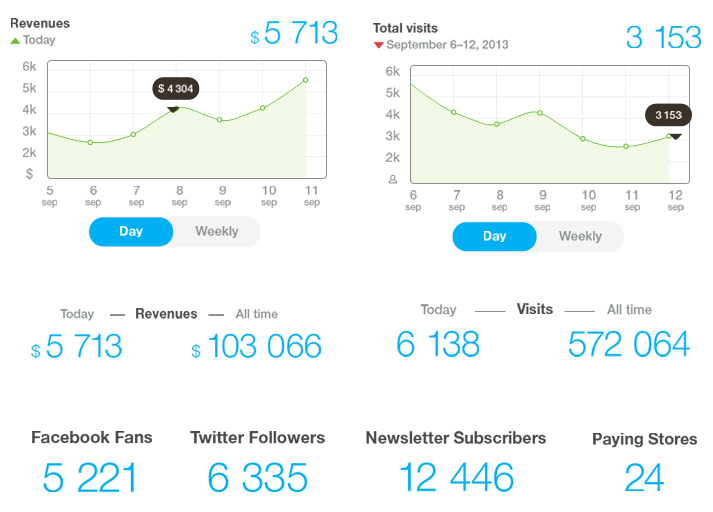 Revenues
Today
$ 5 713
6k
5k
4k
3k
2k
$
$ 4 304
5 sep
6 sep
7 sep
8 sep
9 sep
10 sep
11 sep
Day
Weekly
Total visits
September 6–12, 2013
3 153
6k
5k
4k
3k
2k
3 153
6 sep
7 sep
8 sep
9 sep
10 sep
11 sep
12 sep
Day
Weekly
Today — Revenues — All time
$ 5 713
$ 103 066
Today — Visits — All time
6 138
572 064
Facebook Fans
5 221
Twitter Followers
6 335
Newsletter Subscribers
12 446
Paying Stores
24